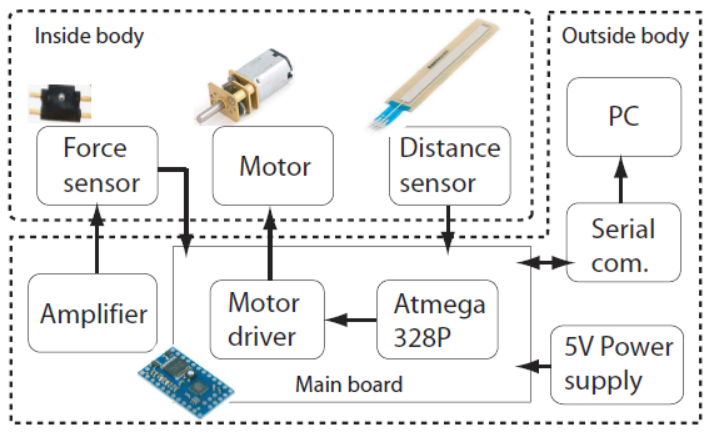 Inside body
Outside body
Force
sensor
Motor
Distance
sensor
PC
Serial
com.
Amplifier
Motor
driver
Atmega
328P
5V Power
supply
Main board